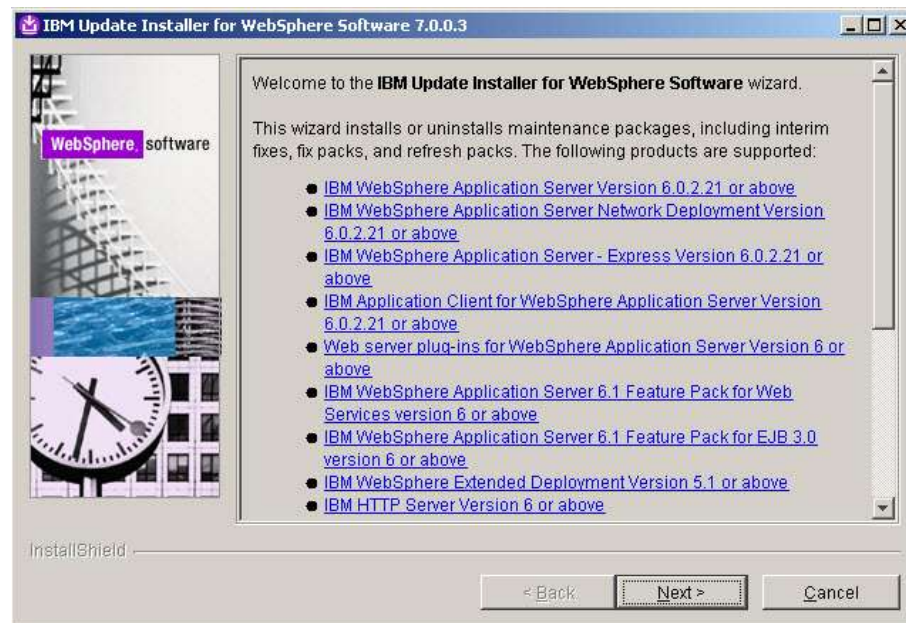 IBM Update Installer for WebSphere Software 7.0.0.3
WebSphere. software
Welcome to the IBM Update Installer for WebSphere Software wizard.
This wizard installs or uninstalls maintenance packages, including interim
fixes, fix packs, and refresh packs. The following products are supported:
IBM WebSphere Application Server Version 6.0.2.21 or above
IBM WebSphere Application Server Network Deployment Version
6.0.2.21 or above
IBM WebSphere Application Server - Express Version 6.0.2.21 or
above
IBM Application Client for WebSphere Application Server Version
6.0.2.21 or above
Web server plug-ins for WebSphere Application Server Version 6 or
above
IBM WebSphere Application Server 6.1 Feature Pack for Web
Services version 6 or above
IBM WebSphere Application Server 6.1 Feature Pack for EJB 3.0
version 6 or above
IBM WebSphere Extended Deployment Version 5.1 or above
IBM HTTP Server Version 6 or above
InstallShield
< Back
Next >
Cancel